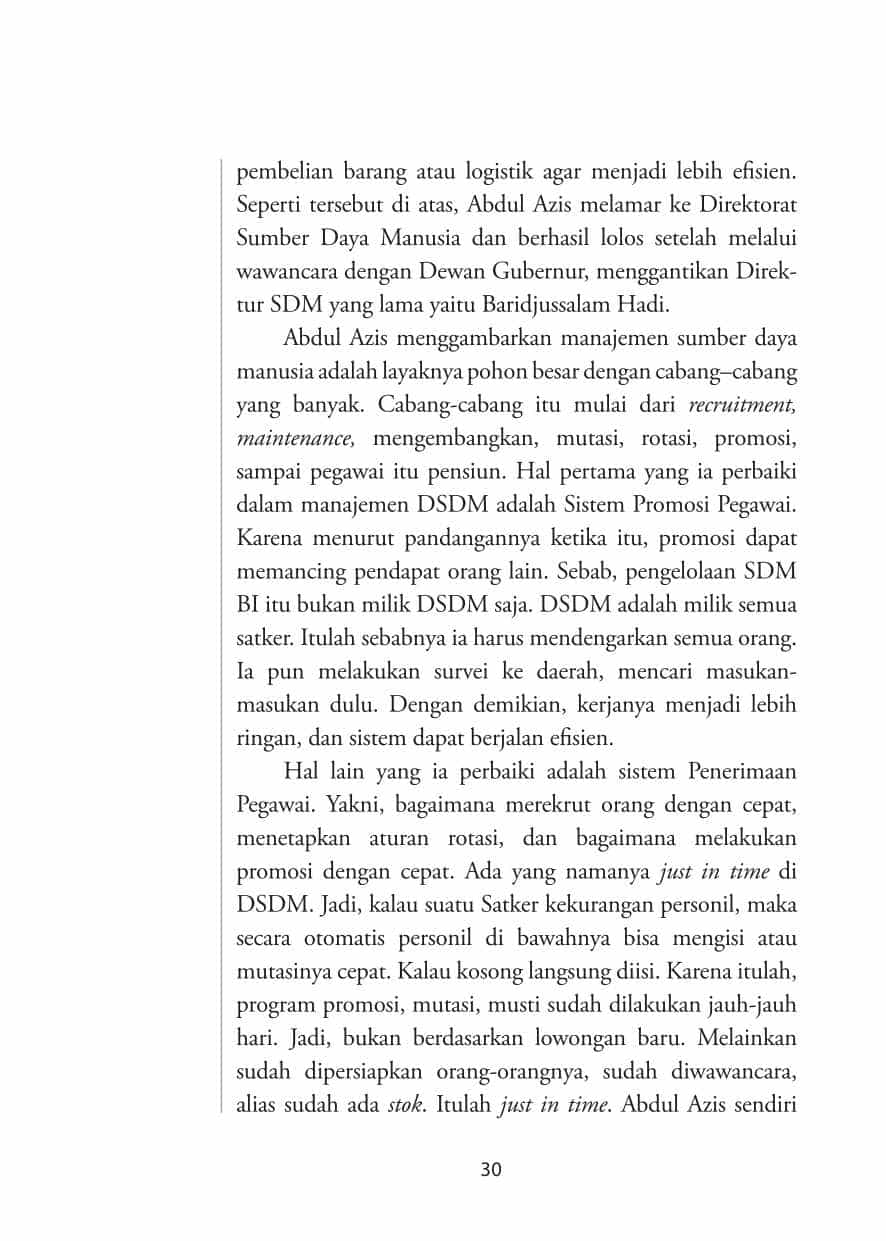 pembelian barang atau logistik agar menjadi lebih efisien.
Seperti tersebut di atas, Abdul Azis melamar ke Direktorat
Sumber Daya Manusia dan berhasil lolos setelah melalui
wawancara dengan Dewan Gubernur, menggantikan Direk-
tur SDM yang lama yaitu Baridjussalam Hadi.
Abdul Azis menggambarkan manajemen sumber daya
manusia adalah layaknya pohon besar dengan cabang–cabang
yang banyak. Cabang-cabang itu mulai dari recruitment,
maintenance, mengembangkan, mutasi, rotasi, promosi,
sampai pegawai itu pensiun. Hal pertama yang ia perbaiki
dalam manajemen DSDM adalah Sistem Promosi Pegawai.
Karena menurut pandangannya ketika itu, promosi dapat
memancing pendapat orang lain. Sebab, pengelolaan SDM
BI itu bukan milik DSDM saja. DSDM adalah milik semua
satker. Itulah sebabnya ia harus mendengarkan semua orang.
Ia pun melakukan survei ke daerah, mencari masukan-
masukan dulu. Dengan demikian, kerjanya menjadi lebih
ringan, dan sistem dapat berjalan efisien.
Hal lain yang ia perbaiki adalah sistem Penerimaan
Pegawai. Yakni, bagaimana merekrut orang dengan cepat,
menetapkan aturan rotasi, dan bagaimana melakukan
promosi dengan cepat. Ada yang namanya just in time di
DSDM. Jadi, kalau suatu Satker kekurangan personil, maka
secara otomatis personil di bawahnya bisa mengisi atau
mutasinya cepat. Kalau kosong langsung diisi. Karena itulah,
program promosi, mutasi, musti sudah dilakukan jauh-jauh
hari. Jadi, bukan berdasarkan lowongan baru. Melainkan
sudah dipersiapkan orang-orangnya, sudah diwawancara,
alias sudah ada stok. Itulah just in time. Abdul Azis sendiri
30